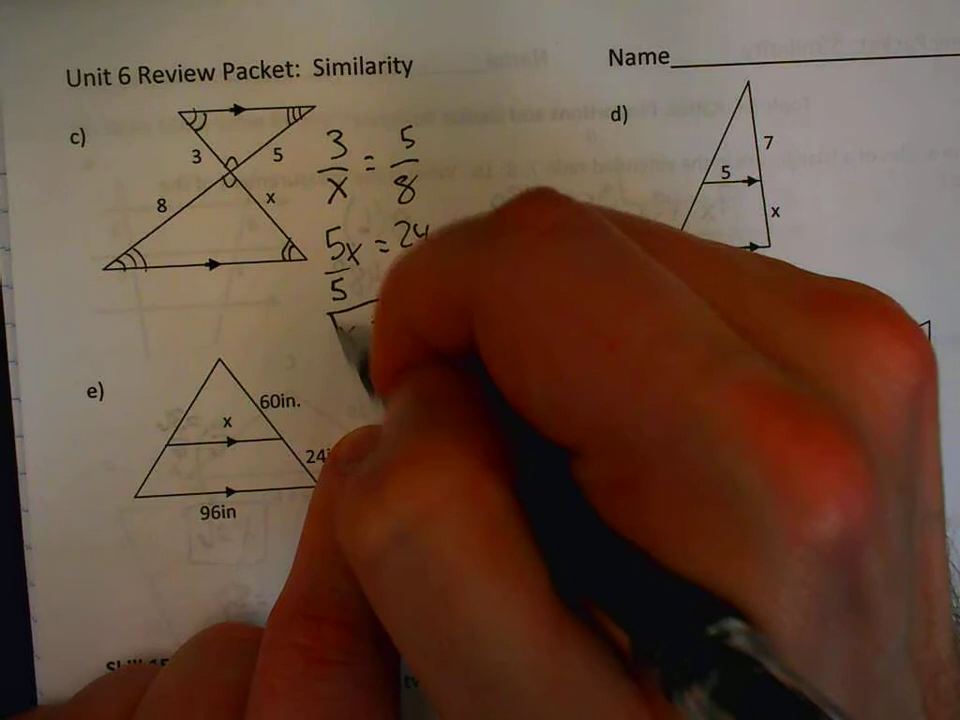 Unit 6 Review Packet: Similarity
Name
c)
3
5
8
x
3/x = 5/8
5x = 24
5
d)
7
5
x
e)
60in.
x
24
96in